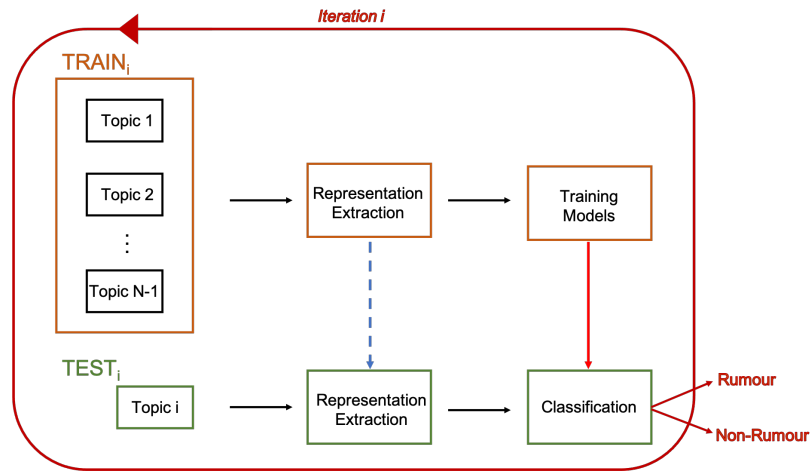 Iteration i
TRAINi
Topic 1
Topic 2
⋮
Topic N-1
Representation
Extraction
Training
Models
TESTi
Topic i
Representation
Extraction
Classification
Rumour
Non-Rumour